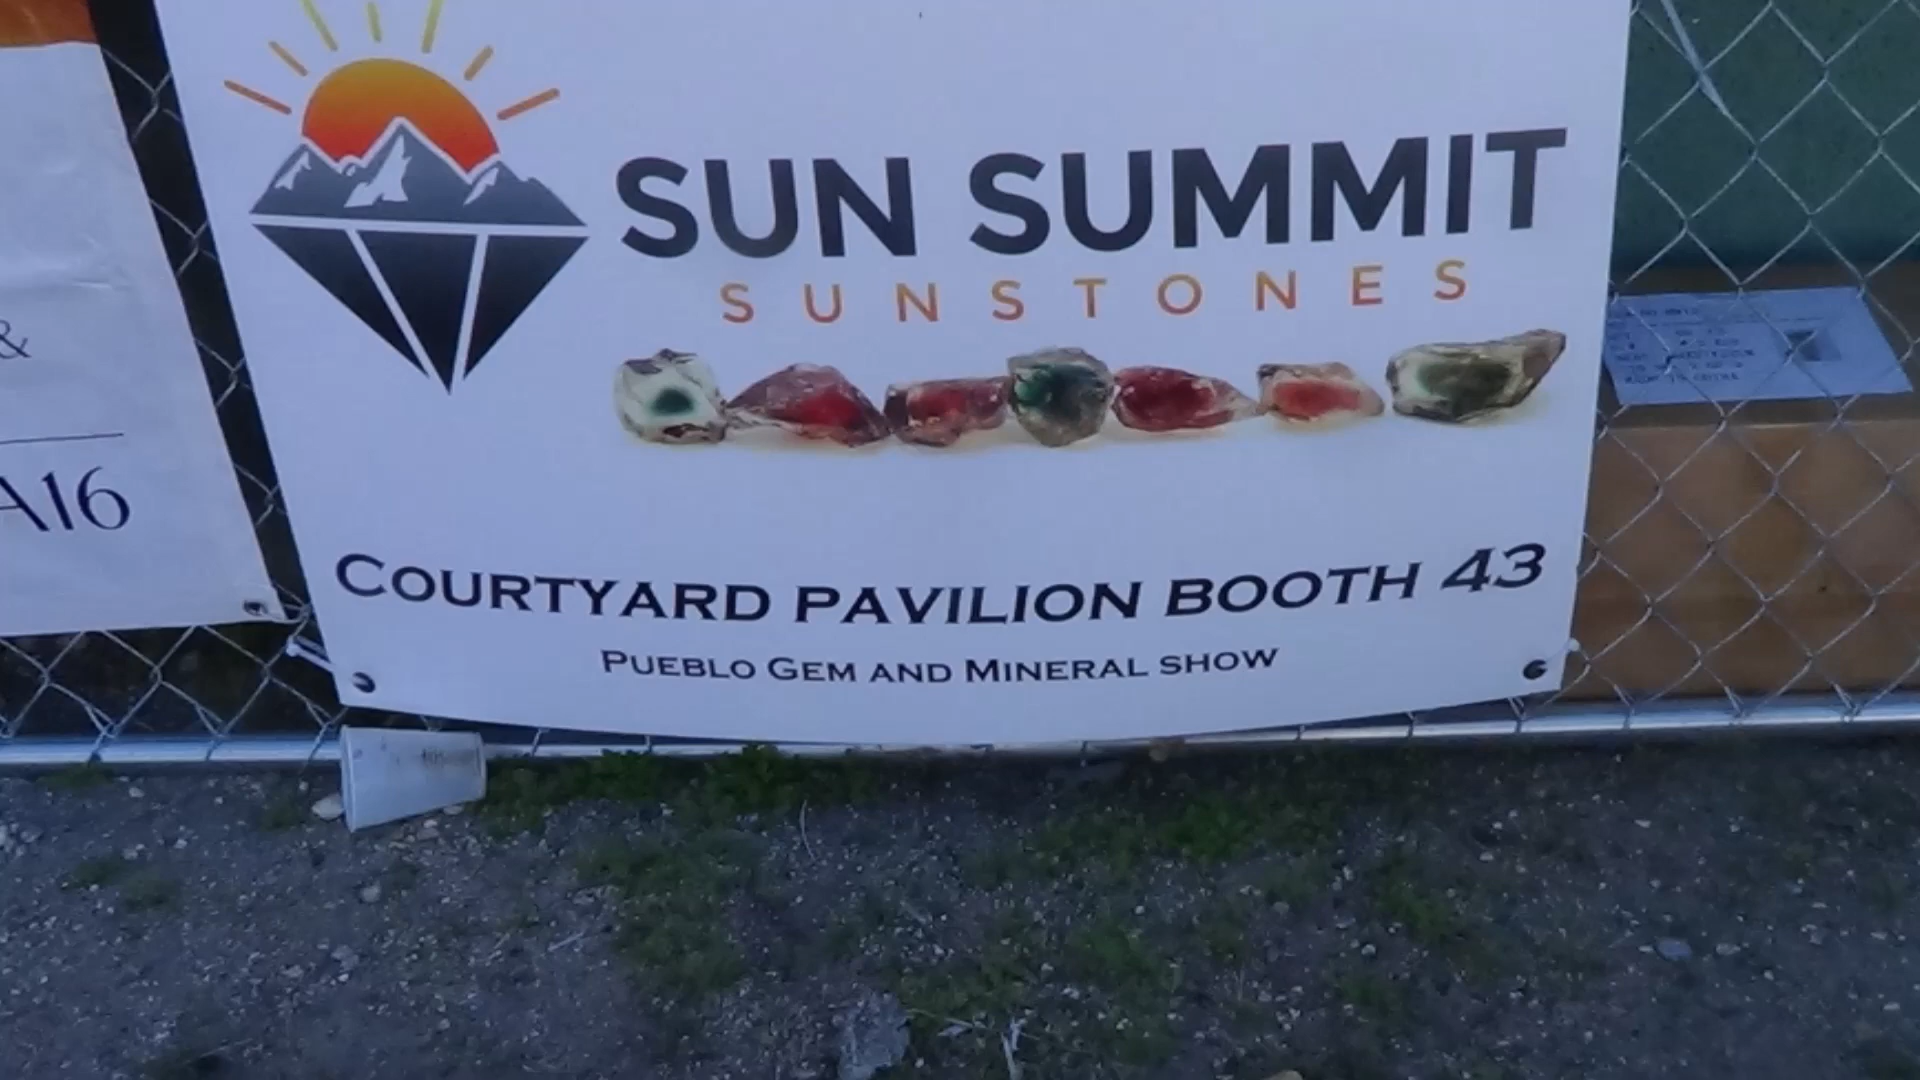 SUN SUMMIT
SUNSTONES
COURTYARD PAVILION BOOTH 43
PUEBLO GEM AND MINERAL SHOW
&
A16